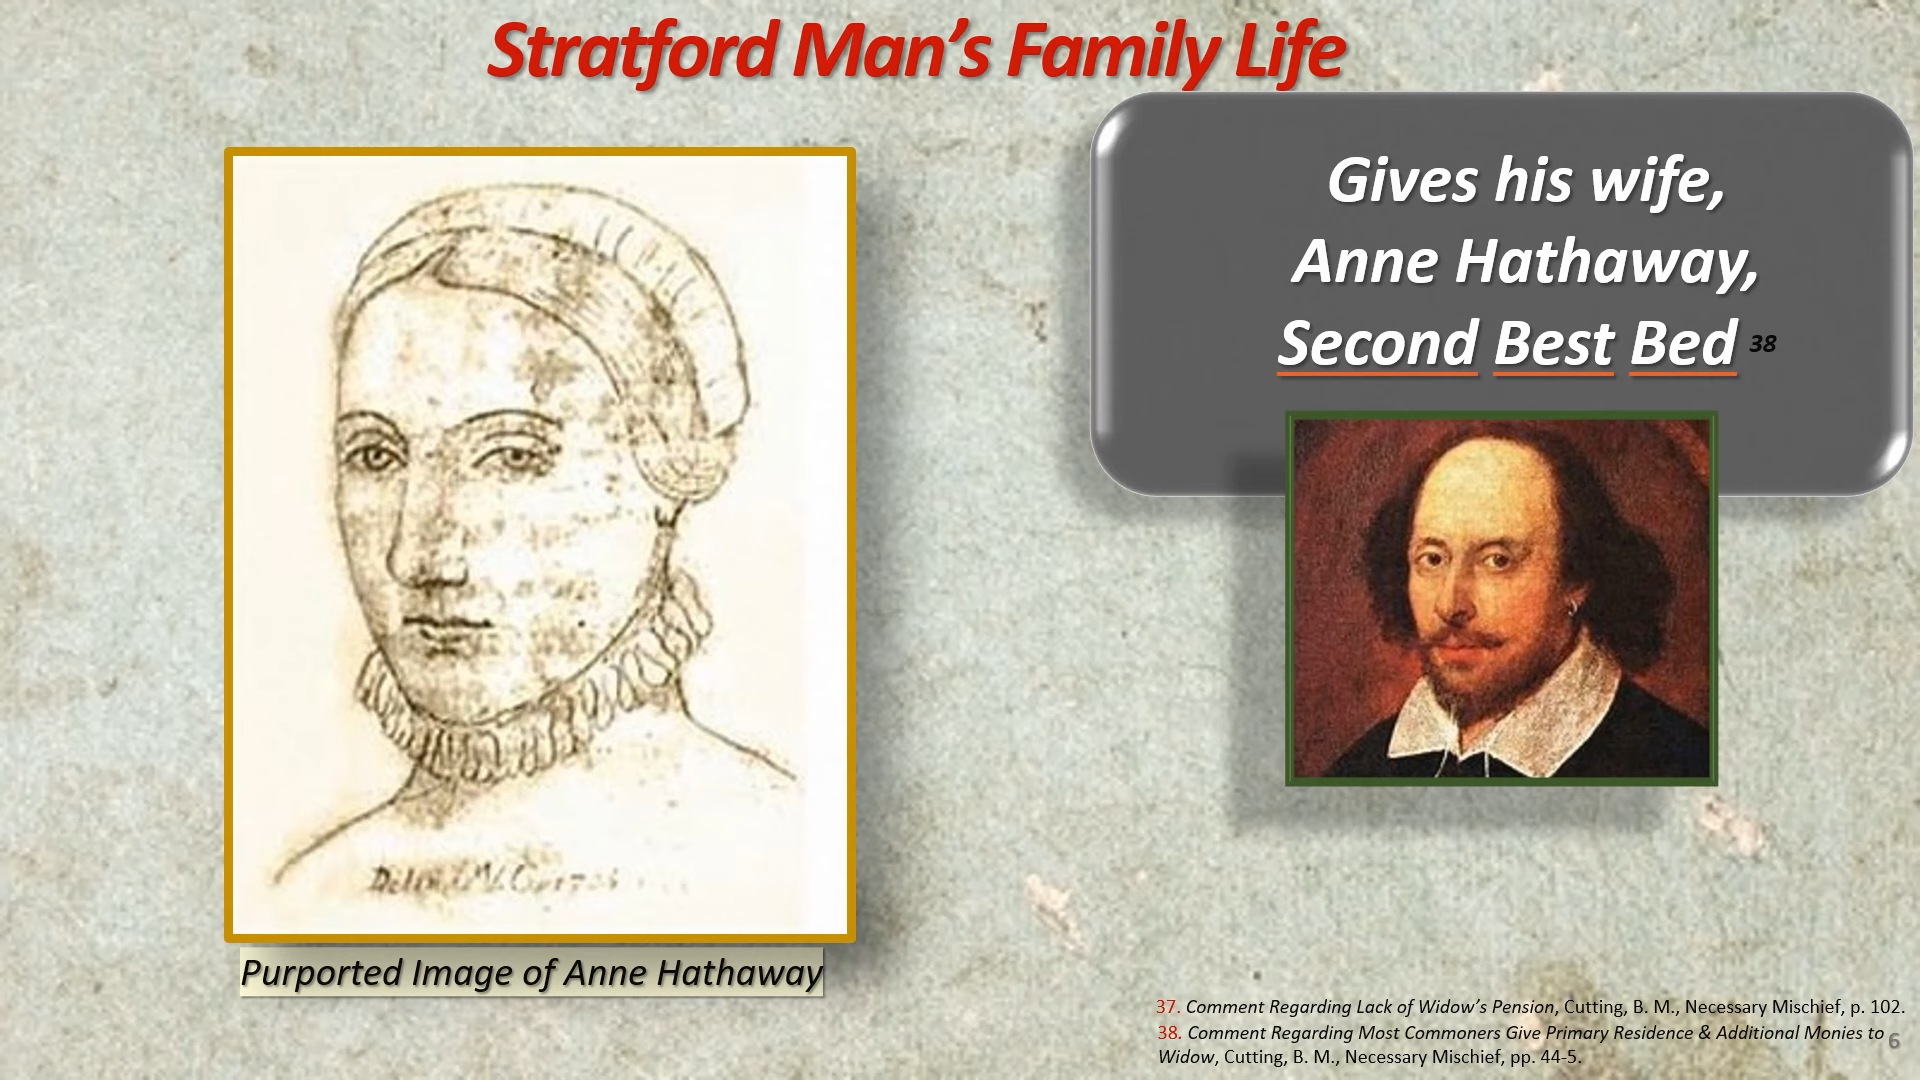 Stratford Man's Family Life
Gives his wife,
Anne Hathaway,
Second Best Bed 38
Purported Image of Anne Hathaway
37. Comment Regarding Lack of Widow's Pension, Cutting, B. M., Necessary Mischief, p. 102.
38. Comment Regarding Most Commoners Give Primary Residence & Additional Monies to
Widow, Cutting, B. M., Necessary Mischief, pp. 44-5.
6